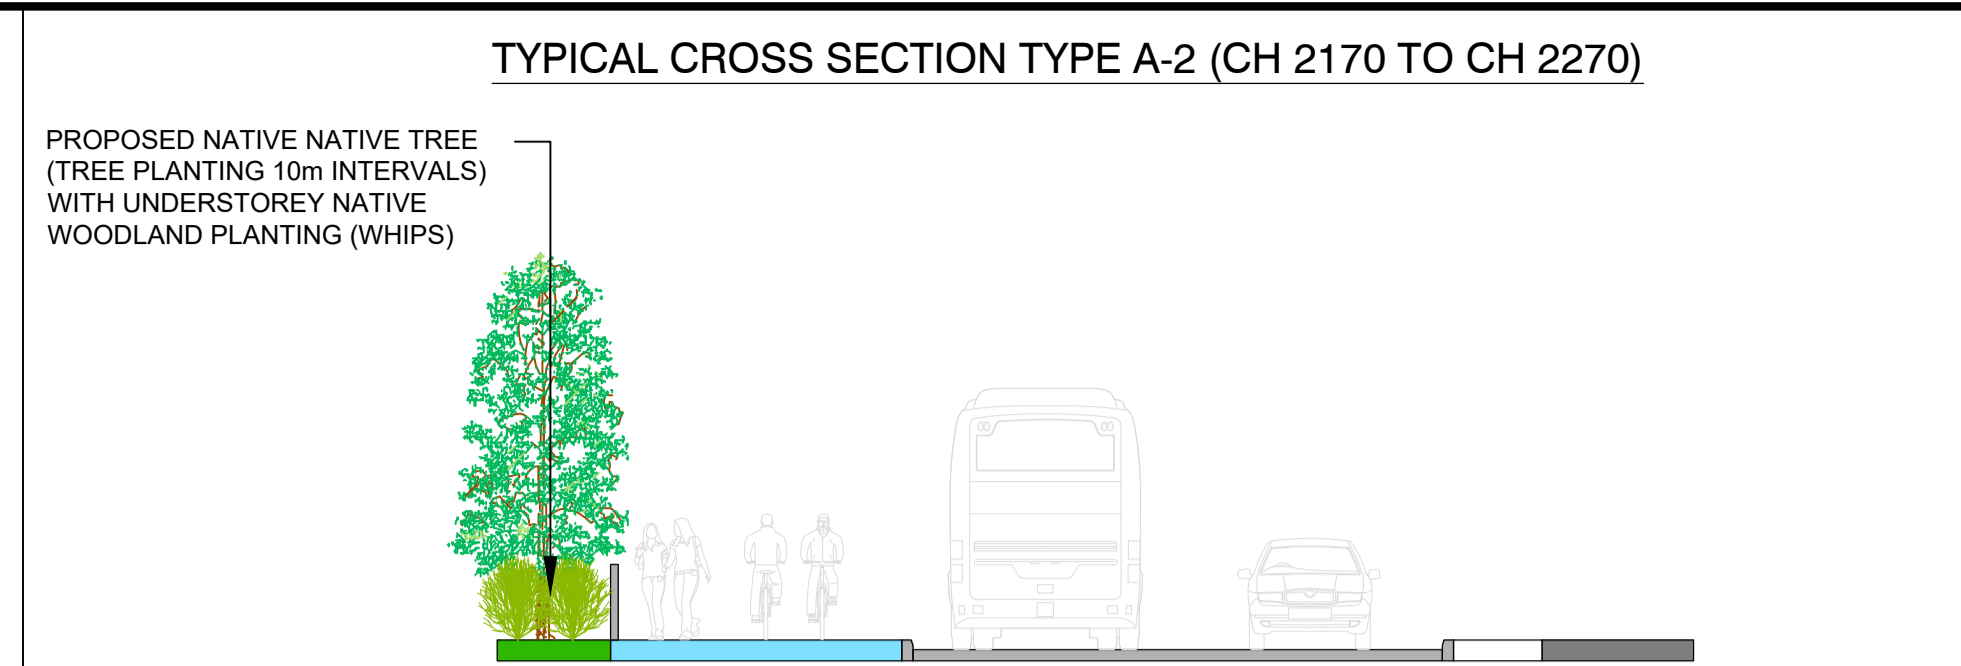 TYPICAL CROSS SECTION TYPE A-2 (CH 2170 TO CH 2270)
PROPOSED NATIVE NATIVE TREE
(TREE PLANTING 10m INTERVALS)
WITH UNDERSTOREY NATIVE
WOODLAND PLANTING (WHIPS)